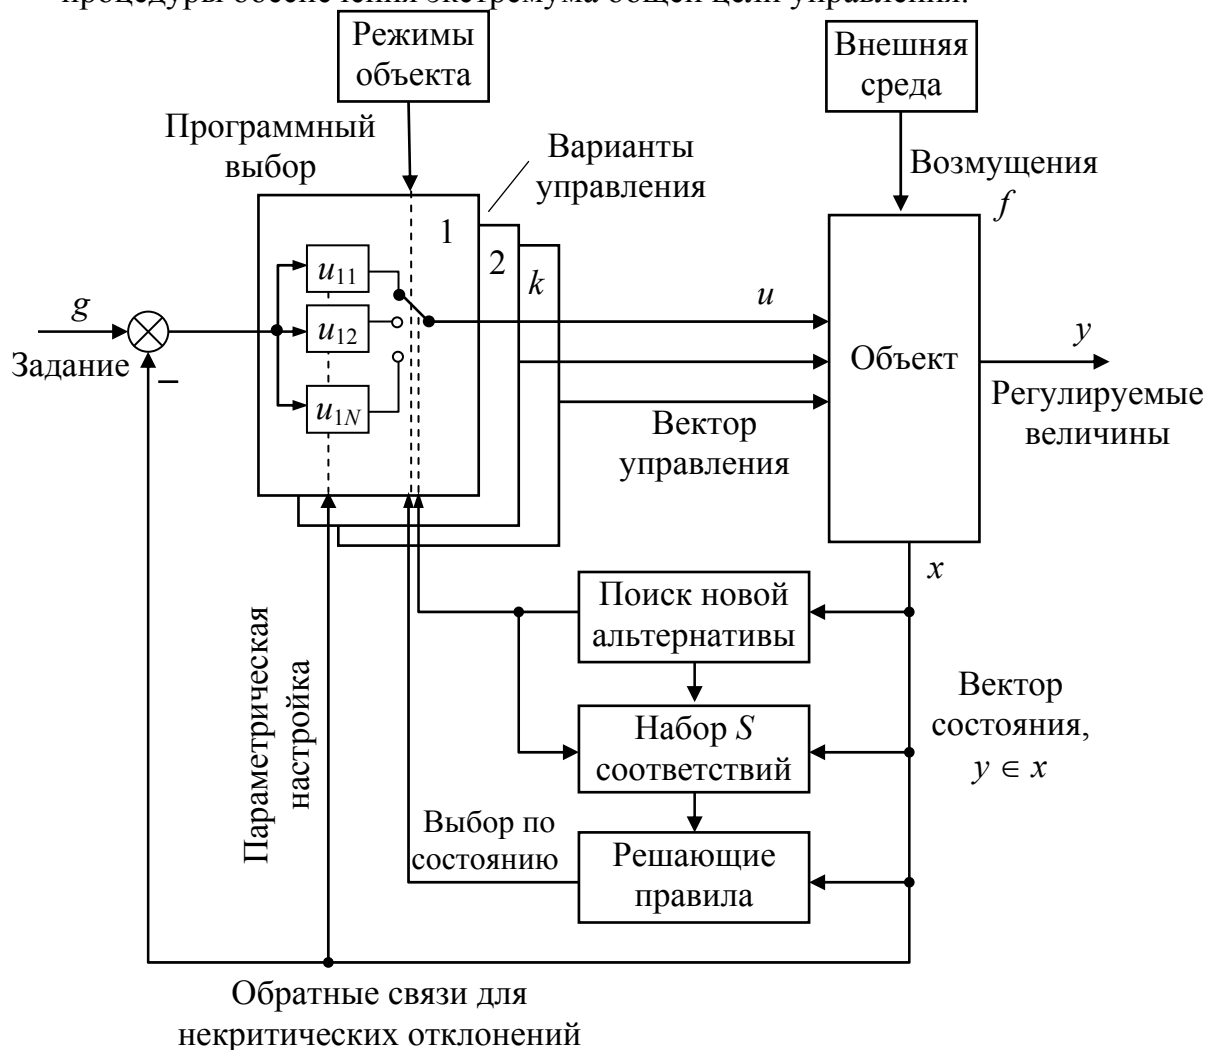 процедуры обеспечения экстремума общей цели управления.
Режимы
объекта
Внешняя
среда
Программный
выбор
Варианты
управления
Возмущения
f
1
2
k
u11
u12
u1N
g
Задание
–
u
Объект
y
Регулируемые
величины
Вектор
управления
x
Поиск новой
альтернативы
Параметрическая
настройка
Набор S
соответствий
Вектор
состояния,
y ∈ x
Выбор по
состоянию
Решающие
правила
Обратные связи для
некритических отклонений